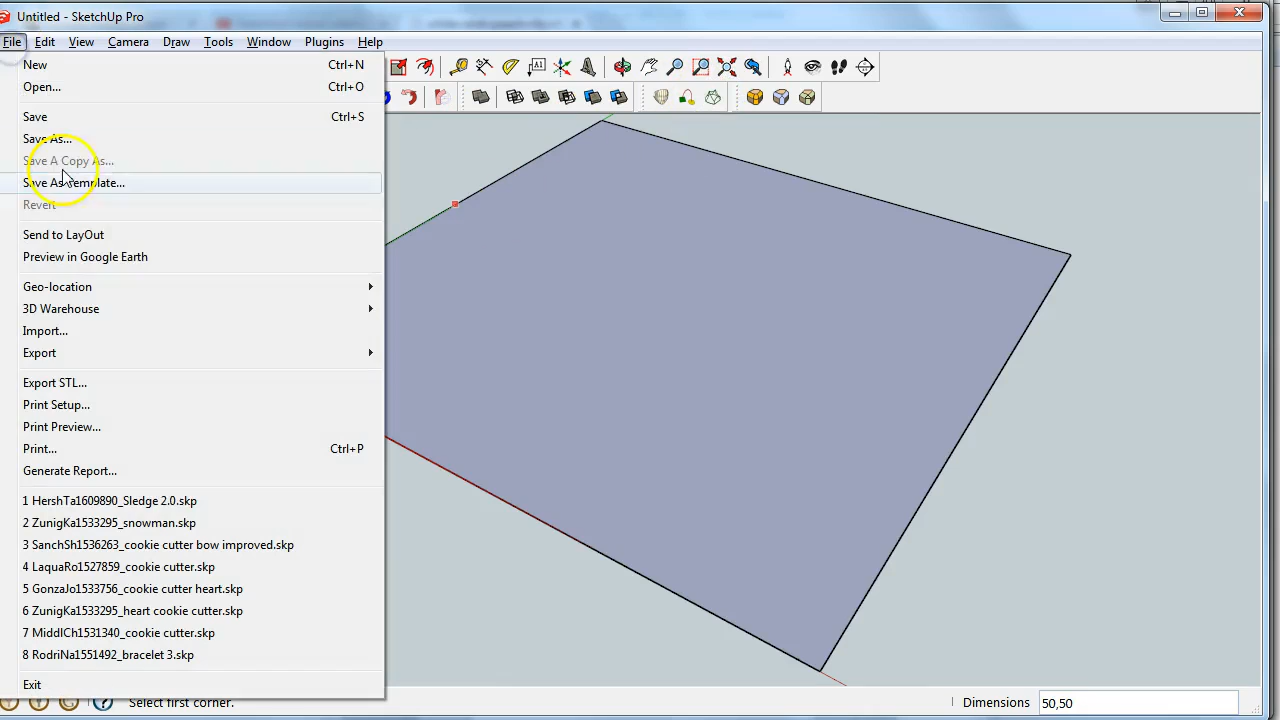 Untitled - SketchUp Pro
File Edit View Camera Draw Tools Window Plugins Help
New Ctrl+N
Open... Ctrl+O
Save Ctrl+S
Save As...
Save A Copy As...
Save As Template...
Revert
Send to LayOut
Preview in Google Earth
Geo-location
3D Warehouse
Import...
Export
Export STL...
Print Setup...
Print Preview...
Print... Ctrl+P
Generate Report...
1 HershTa1609890_Sledge 2.0.skp
2 ZunigKa1533295_snowman.skp
3 SanchSh1536263_cookie cutter bow improved.skp
4 LaquaRo1527859_cookie cutter.skp
5 GonzaJo1533756_cookie cutter heart.skp
6 ZunigKa1533295_heart cookie cutter.skp
7 MiddlCh1531340_cookie cutter.skp
8 RodriNa1551492_bracelet 3.skp
Exit
Select first corner. Dimensions 50,50